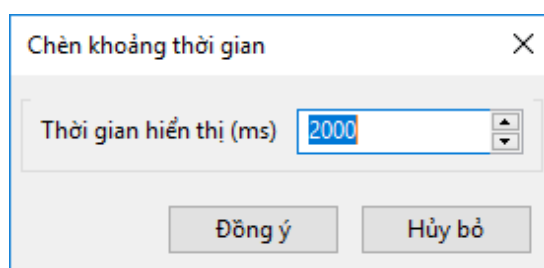 Chèn khoảng thời gian
Thời gian hiển thị (ms) 2000
Đồng ý Hủy bỏ